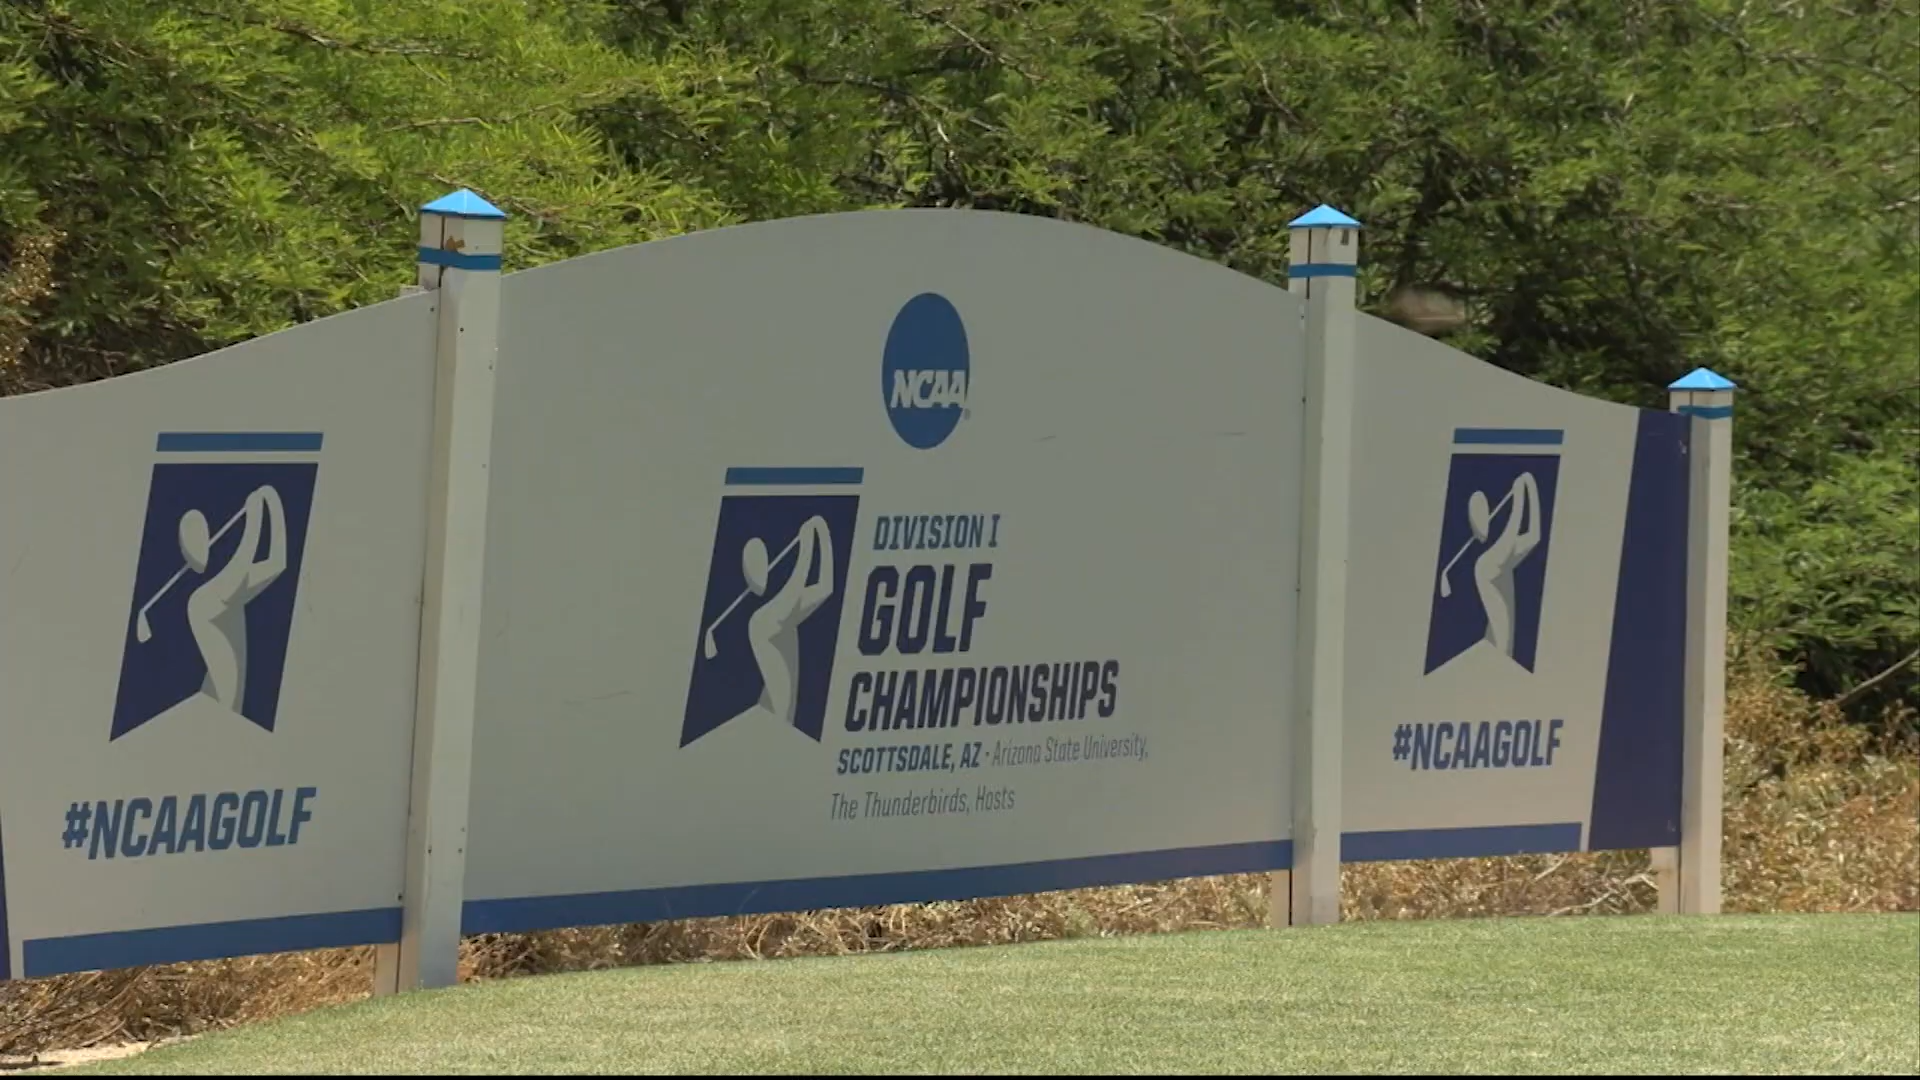 NCAA
DIVISION I
GOLF
CHAMPIONSHIPS
SCOTTSDALE, AZ • Arizona State University,
The Thunderbirds, Hosts
#NCAAGOLF
#NCAAGOLF